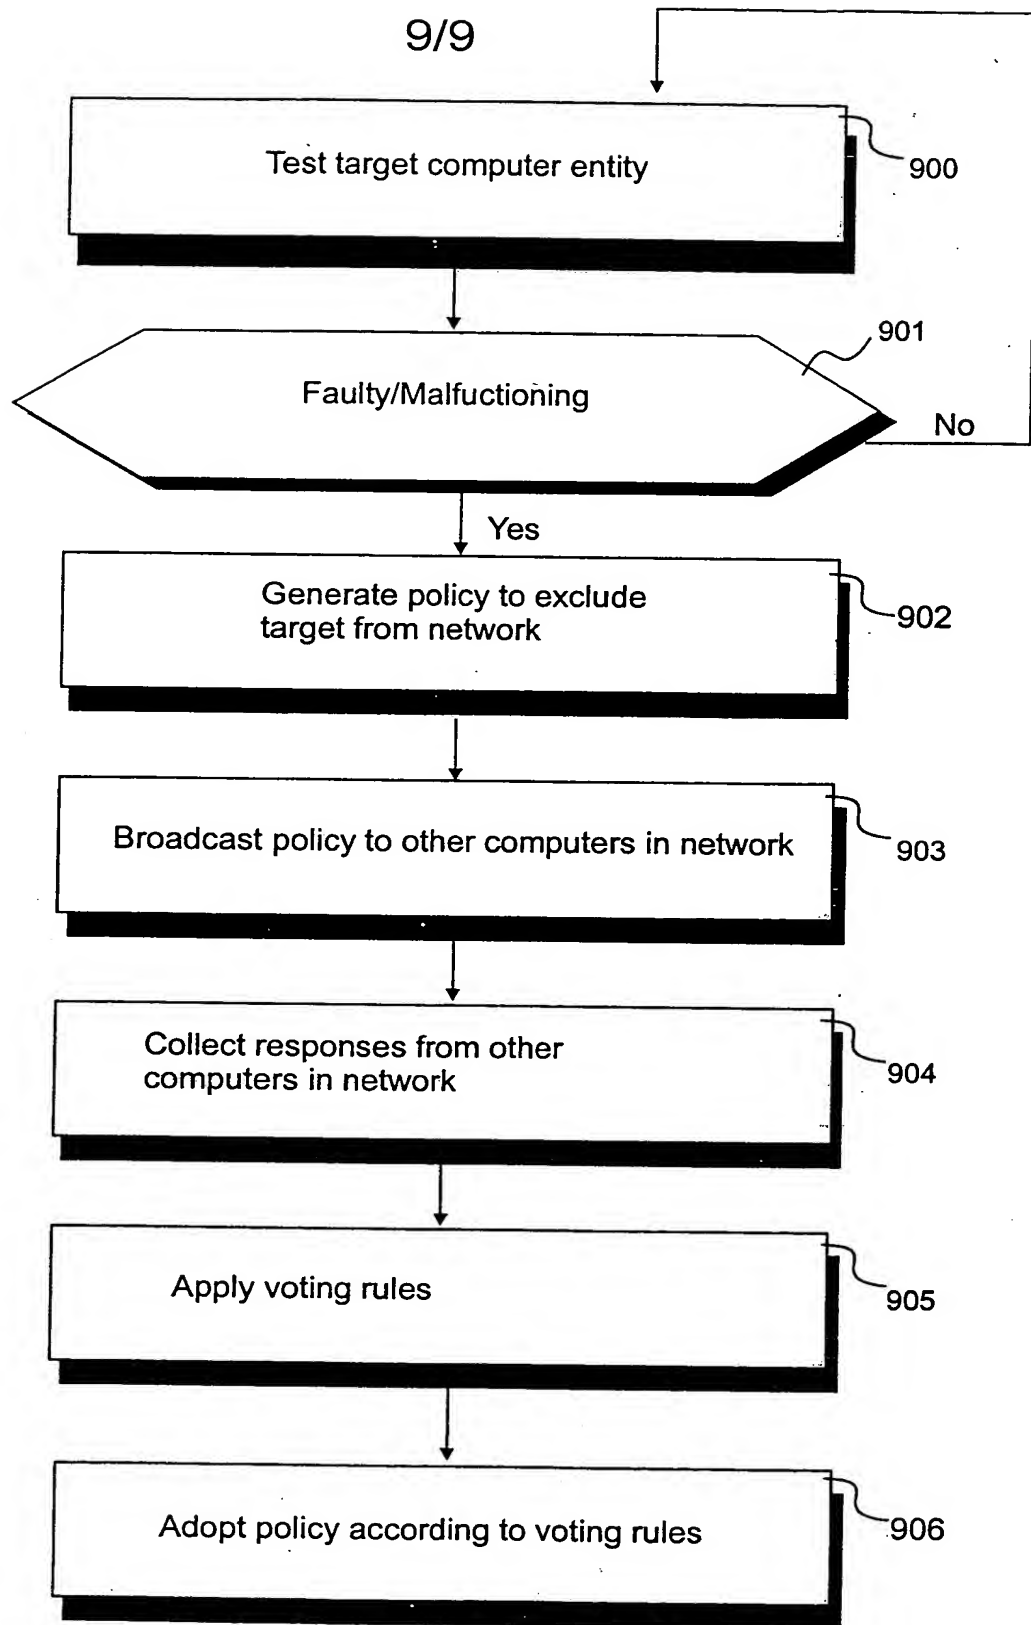 9/9
Test target computer entity
900
901
Faulty/Malfuctioning
No
Yes
Generate policy to exclude
target from network
902
Broadcast policy to other computers in network
903
Collect responses from other
computers in network
904
Apply voting rules
905
Adopt policy according to voting rules
906